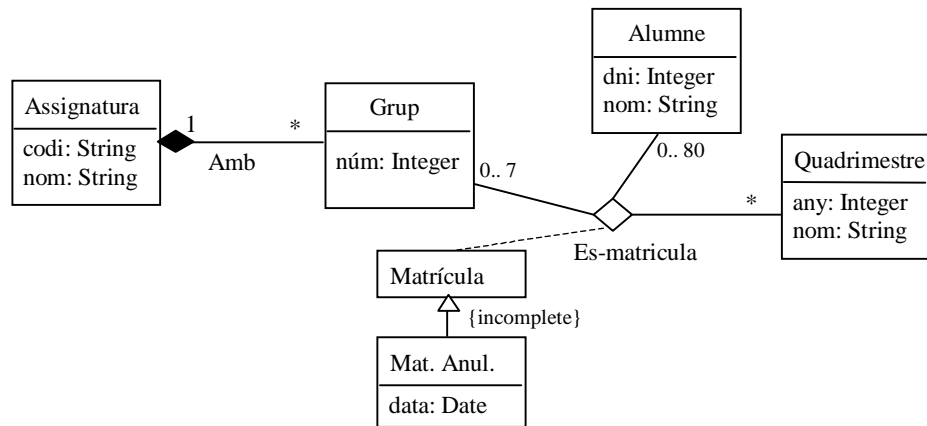 Alumne
dni: Integer
nom: String
Assignatura
codi: String
nom: String
1
*
Amb
Grup
núm: Integer
0.. 7
0.. 80
Quadrimestre
any: Integer
nom: String
*
Es-matricula
Matrícula
{incomplete}
Mat. Anul.
data: Date